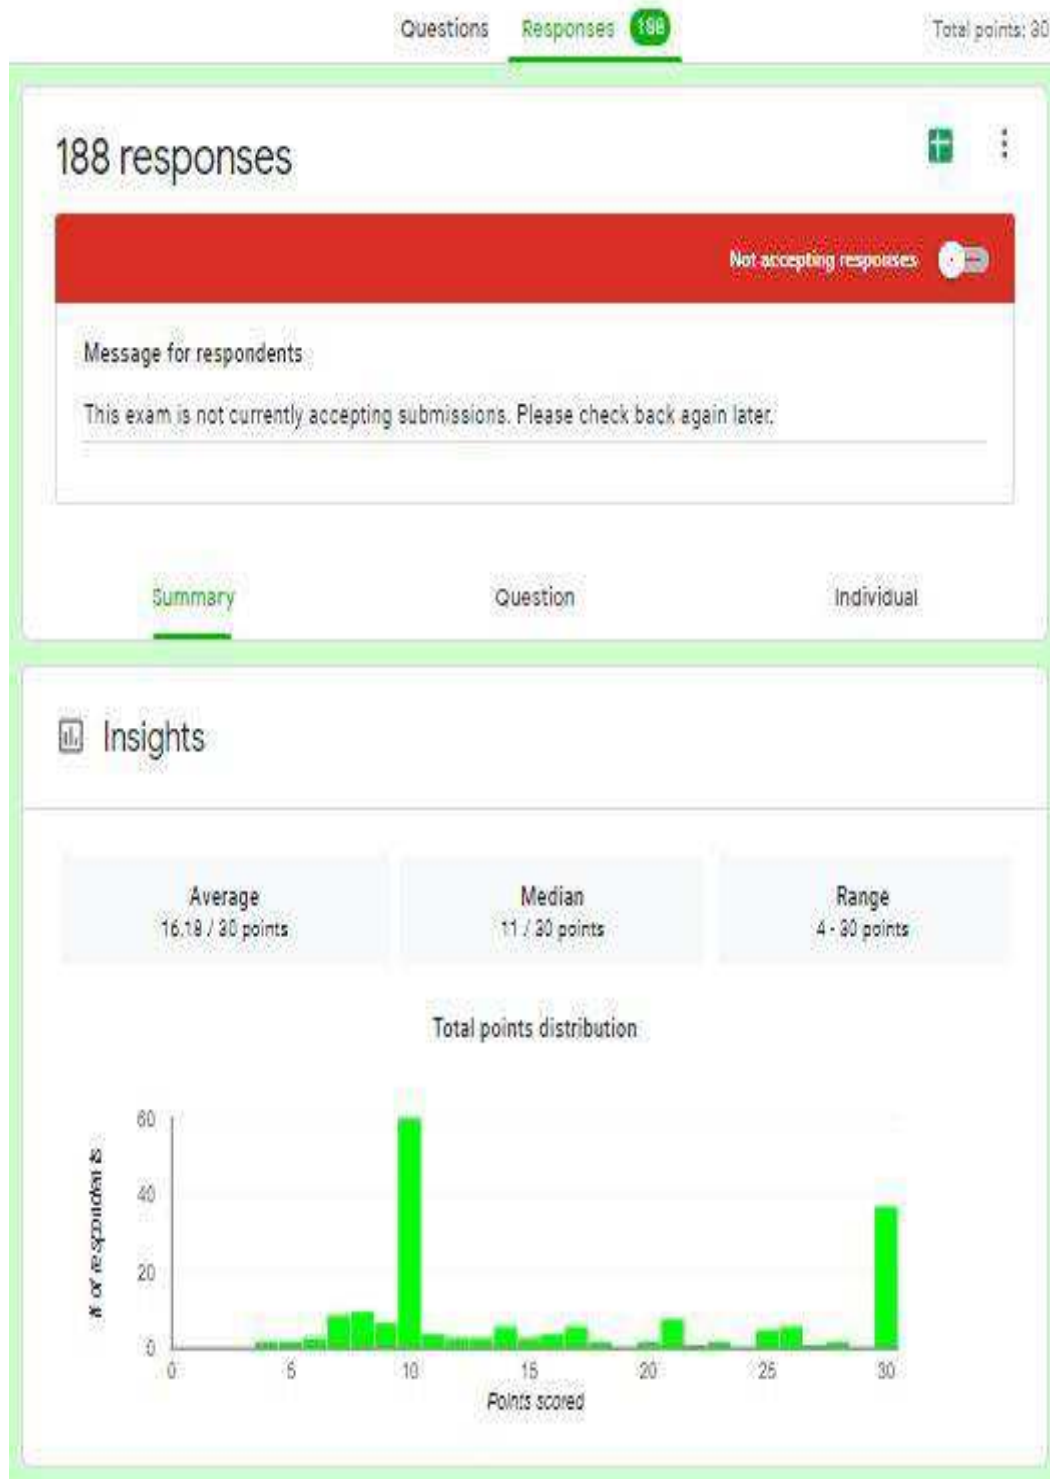 Questions Responses 188 Total points: 30
188 responses
Not accepting responses
Message for respondents
This exam is not currently accepting submissions. Please check back again later.
Summary Question Individual
Insights
Average Median Range
16,18 / 30 points 11 / 30 points 4 - 30 points
Total points distribution
# of respondents
60
40
20
0
0 5 10 15 20 25 30
Points scored